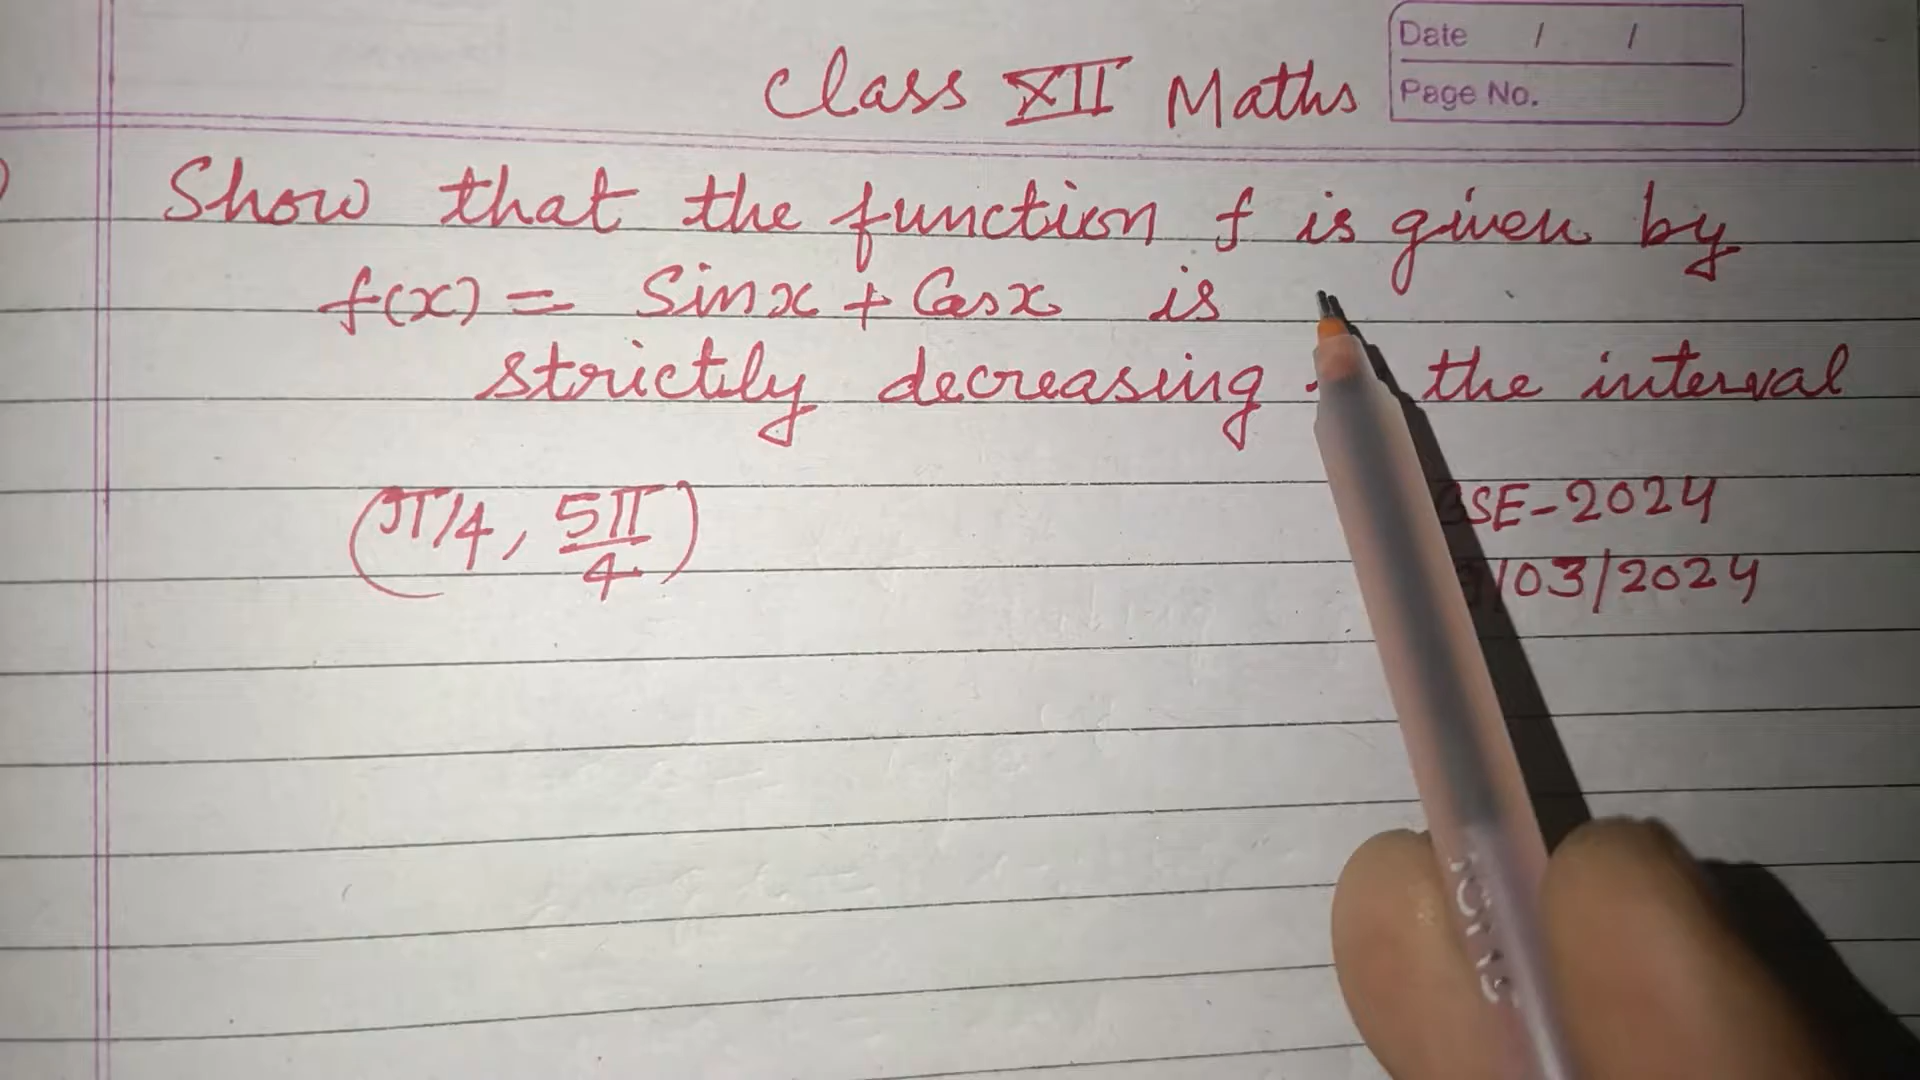 Date / /
Class XII Maths
Page No.
Show that the function f is given by
f(x) = Sinx + Cosx is
strictly decreasing the interval
(π/4, 5π/4)
SE-2024
/03/2024